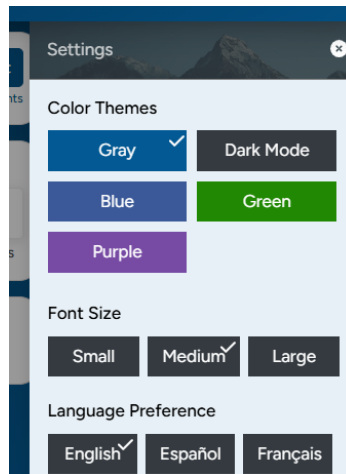 Settings
nts
Color Themes
Gray
Dark Mode
Blue
Green
s
Purple
Font Size
Small
Medium
Large
Language Preference
English
Español
Français